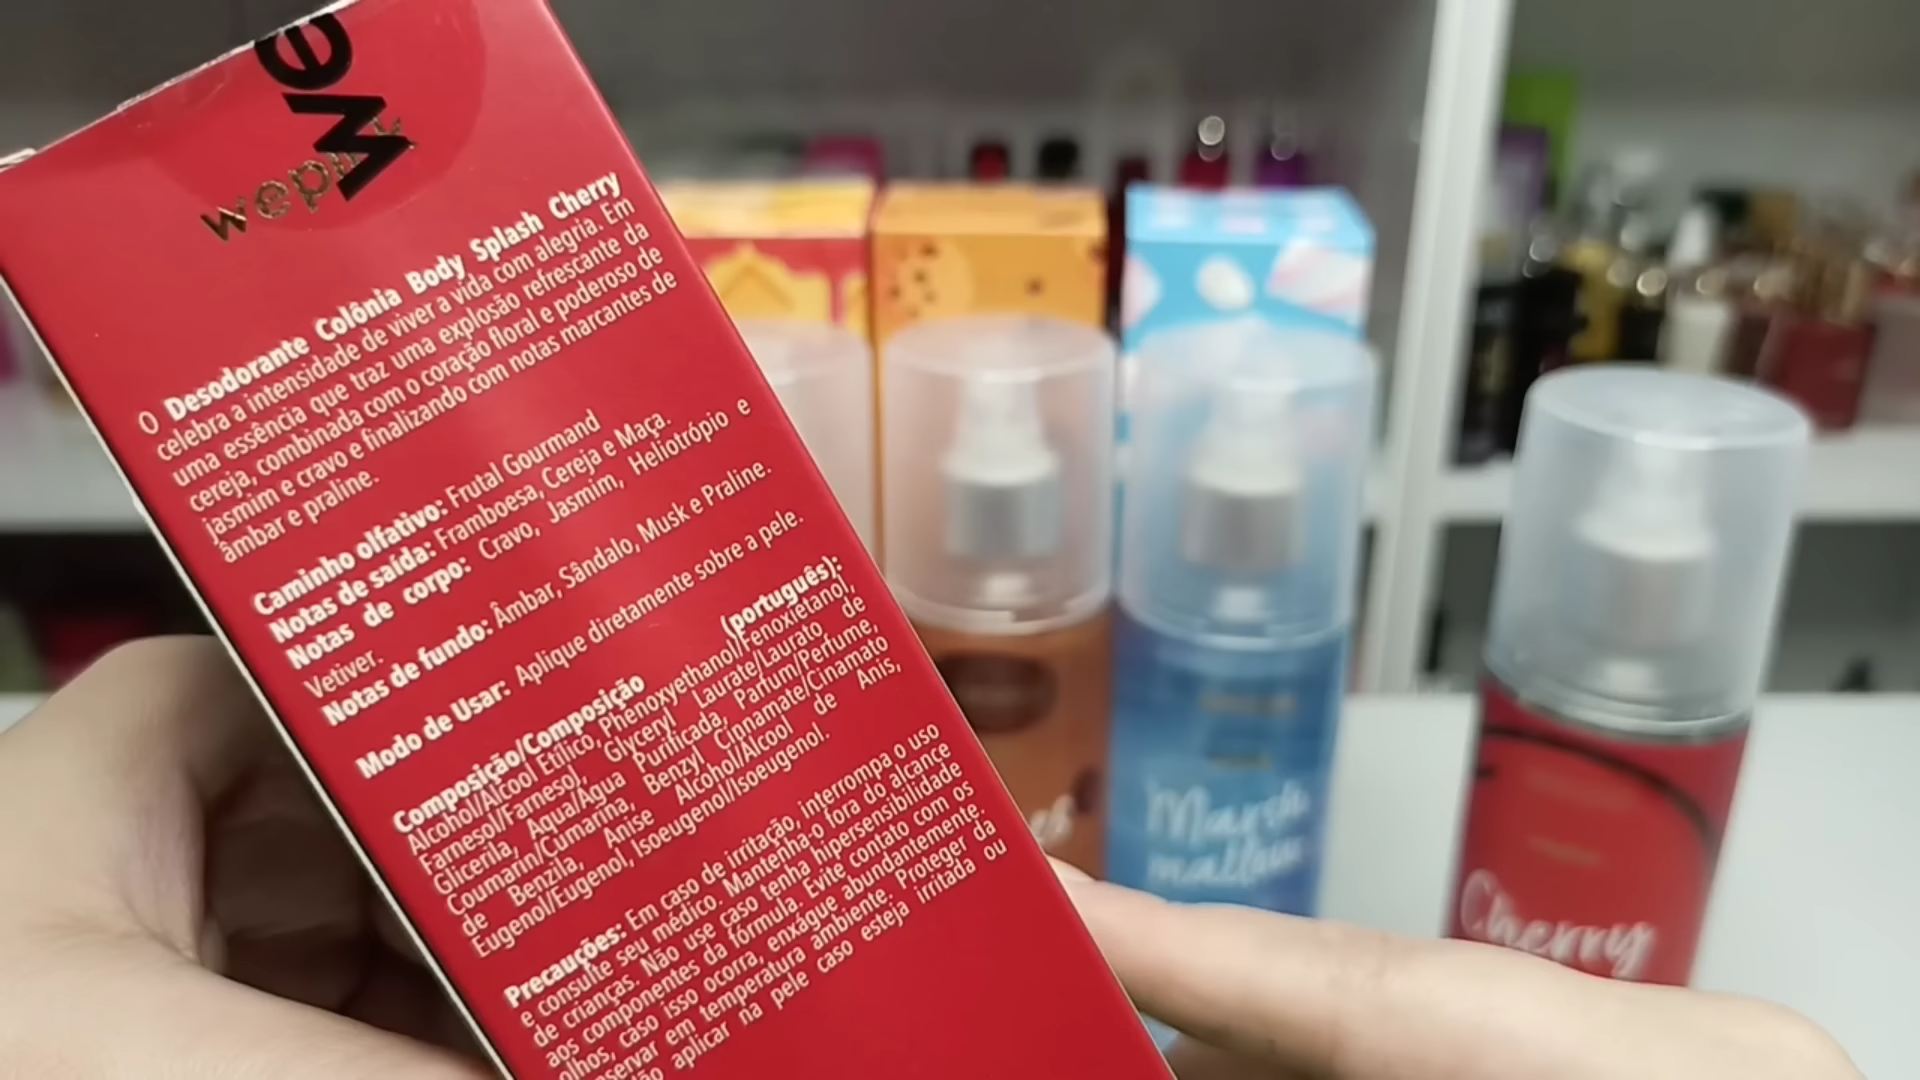 we
wepink
O Desodorante Colônia Body Splash Cherry
celebra a intensidade de viver a vida com alegria. Em
uma essência que traz uma explosão refrescante da
cereja, combinada com o coração floral e poderoso de
jasmim e cravo e finalizando com notas marcantes de
âmbar e praline.
Caminho olfativo: Frutal Gourmand
Notas de saída: Framboesa, Cereja e Maça.
Notas de corpo: Cravo, Jasmim, Heliotrópio e
Vetiver.
Notas de fundo: Âmbar, Sândalo, Musk e Praline.
Modo de Usar: Aplique diretamente sobre a pele.
Composição/Composição (português):
Alcohol/Álcool Etílico, Phenoxyethanol/Fenoxietanol,
Farnesol/Farnesol, Glyceryl Laurate/Laurato de
Glicerila, Aqua/Água Purificada, Parfum/Perfume,
Coumarin/Cumarina, Benzyl Cinnamate/Cinamato
de Benzila, Anise Alcohol/Álcool de Anis,
Eugenol/Eugenol, Isoeugenol/Isoeugenol.
Precauções: Em caso de irritação, interrompa o uso
e consulte seu médico. Mantenha-o fora do alcance
de crianças. Não use caso tenha hipersensibilidade
aos componentes da fórmula. Evite contato com os
olhos, caso isso ocorra, enxágue abundantemente.
em temperatura ambiente. Proteger da
aplicar na pele caso esteja irritada ou
Marsh
mallow
Cherry